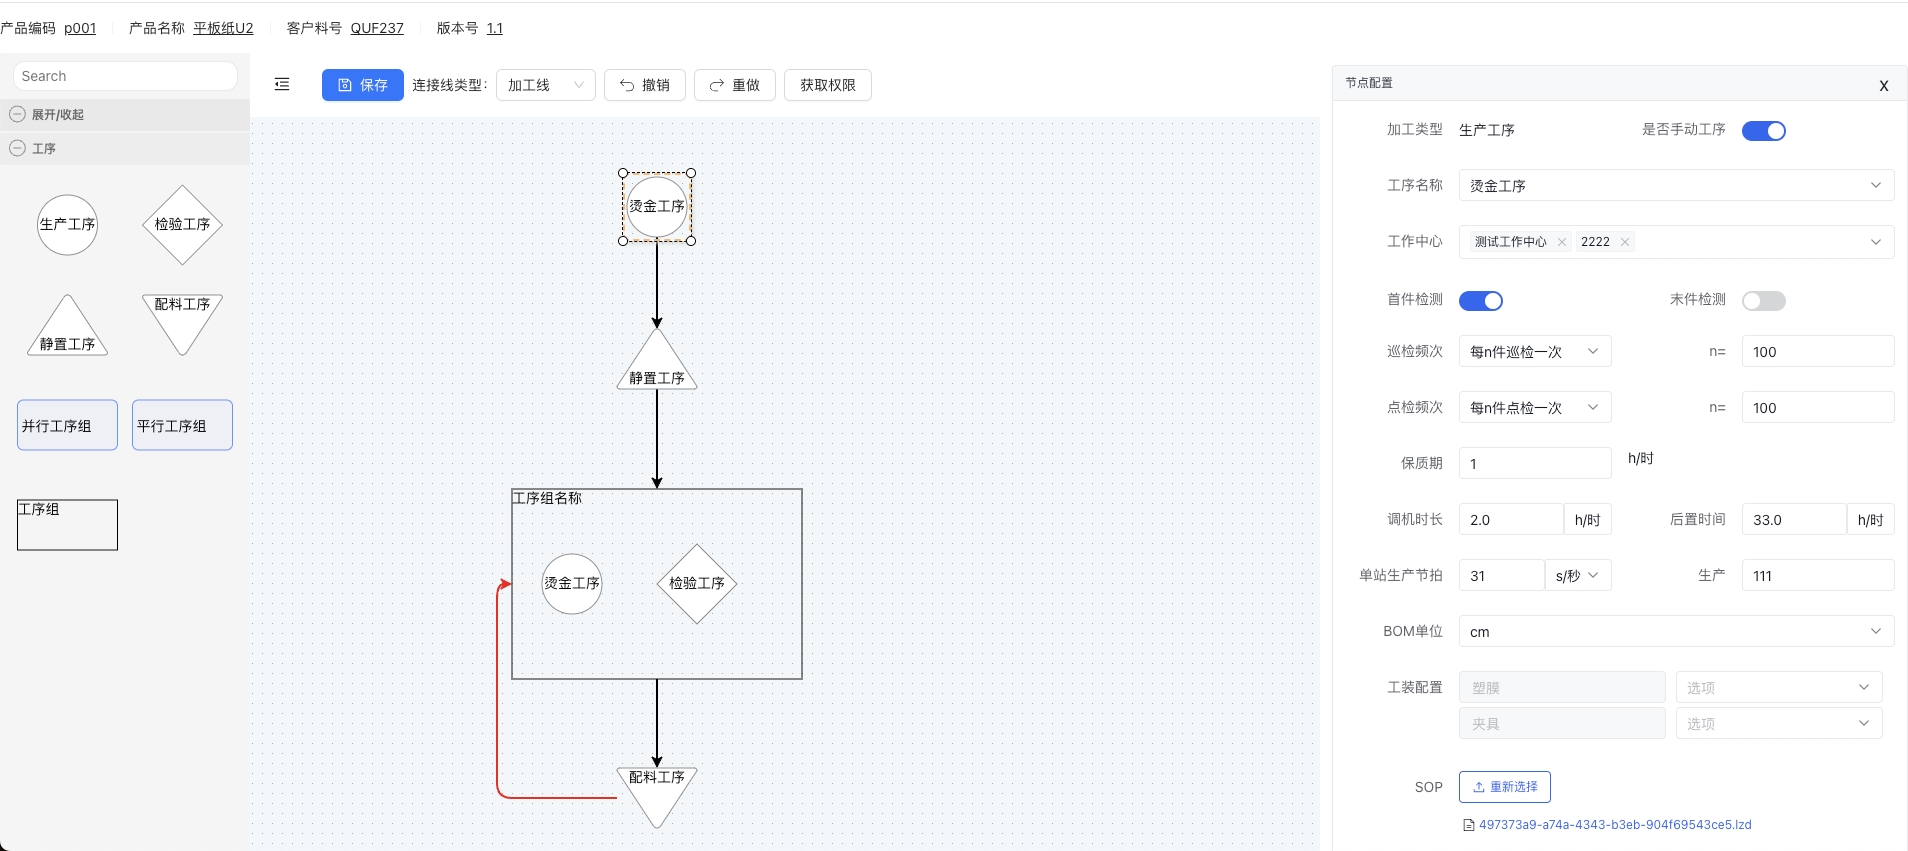 产品编码 p001 产品名称 平板纸U2 客户料号 QUF237 版本号 1.1
Search
展开/收起
工序
生产工序 检验工序
静置工序 配料工序
并行工序组 平行工序组
工序组
保存 连接线类型: 加工线 撤销 重做 获取权限
烫金工序
静置工序
工序组名称
烫金工序 检验工序
配料工序
节点配置 X
加工类型 生产工序 是否手动工序
工序名称 烫金工序
工作中心 测试工作中心 2222
首件检测 末件检测
巡检频次 每n件巡检一次 n= 100
点检频次 每n件点检一次 n= 100
保质期 1 h/时
调机时长 2.0 h/时 后置时间 33.0 h/时
单站生产节拍 31 s/秒 生产 111
BOM单位 cm
工装配置 塑膜 选项
夹具 选项
SOP 重新选择
497373a9-a74a-4343-b3eb-904f69543ce5.lzd